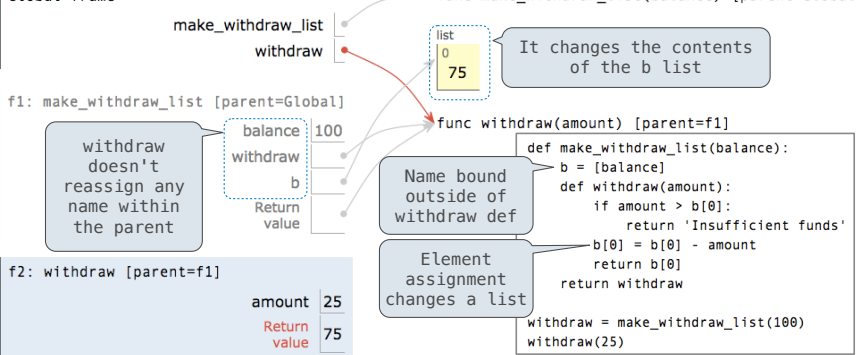 make_withdraw_list
withdraw
list
0
75
It changes the contents
of the b list
f1: make_withdraw_list [parent=Global]
balance 100
withdraw
b
Return
value
withdraw
doesn't
reassign any
name within
the parent
func withdraw(amount) [parent=f1]
Name bound
outside of
withdraw def
Element
assignment
changes a list
def make_withdraw_list(balance):
b = [balance]
def withdraw(amount):
if amount > b[0]:
return 'Insufficient funds'
b[0] = b[0] - amount
return b[0]
return withdraw
withdraw = make_withdraw_list(100)
withdraw(25)
f2: withdraw [parent=f1]
amount 25
Return
value 75